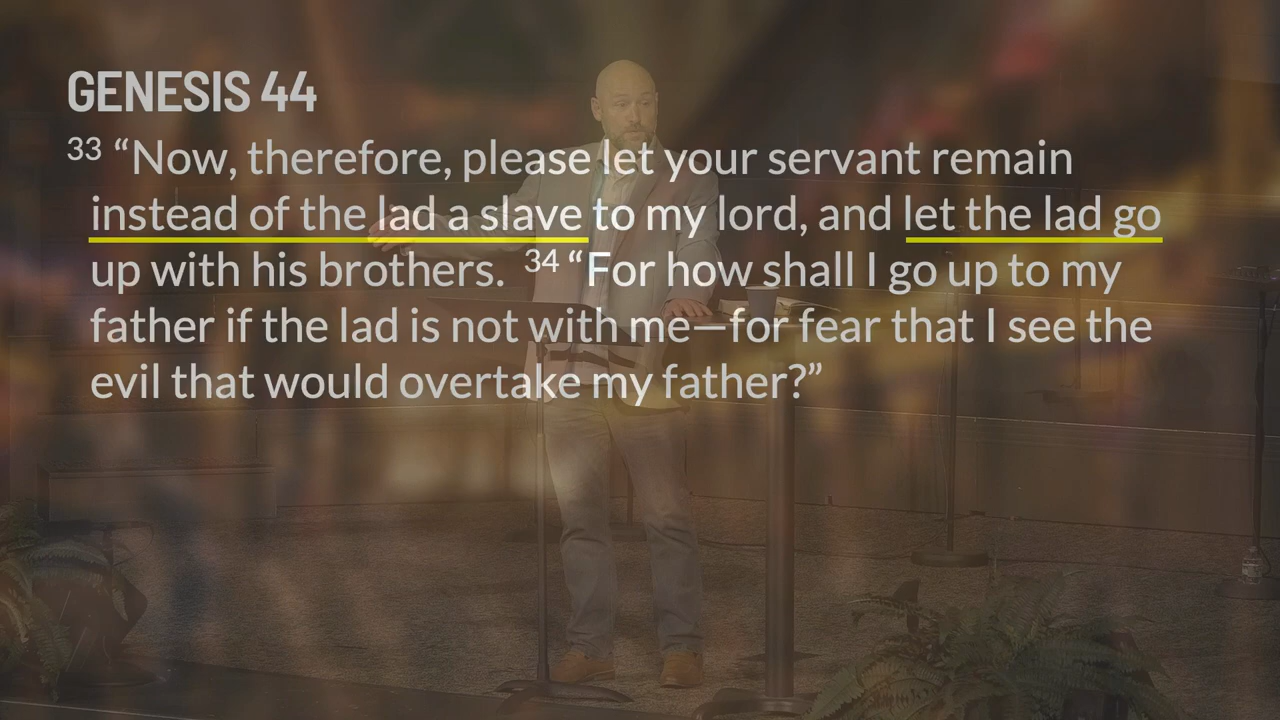 GENESIS 44
33 “Now, therefore, please let your servant remain
instead of the lad a slave to my lord, and let the lad go
up with his brothers. 34 “For how shall I go up to my
father if the lad is not with me—for fear that I see the
evil that would overtake my father?”